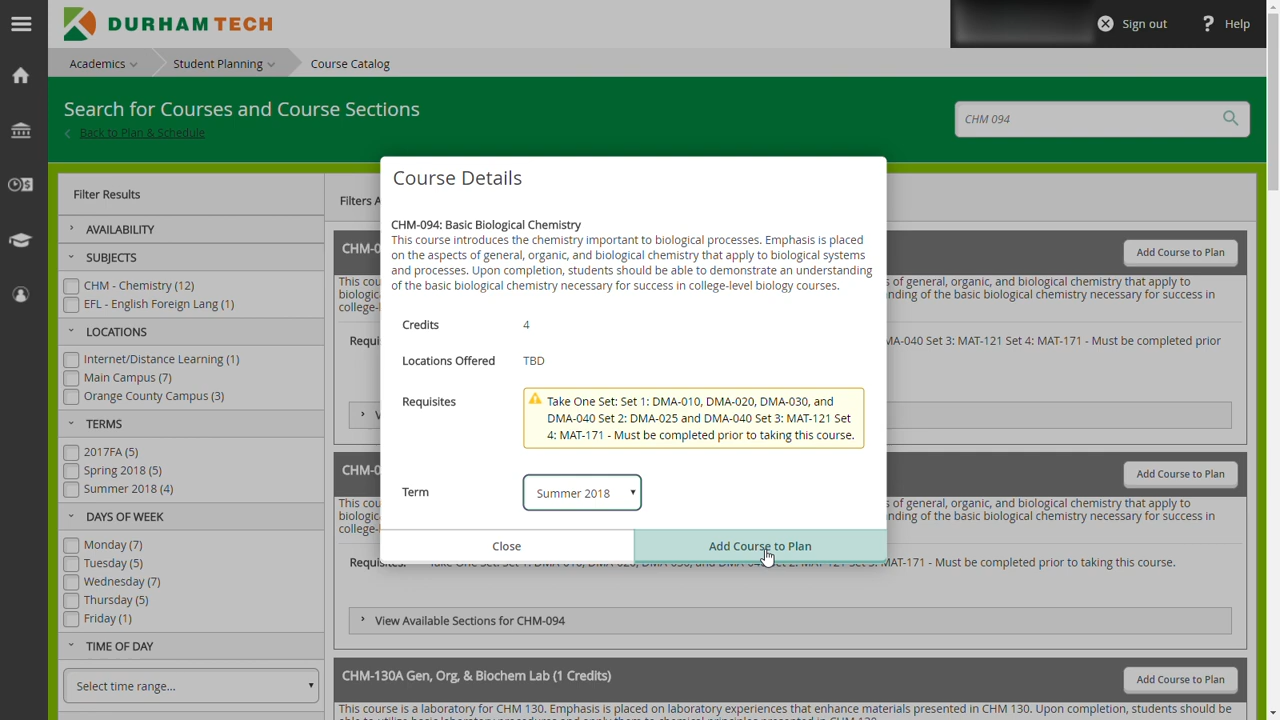 DURHAMTECH
Sign out
Help
Academics
Student Planning
Course Catalog
Search for Courses and Course Sections
Back to Plan & Schedule
CHM 094
Filter Results
AVAILABILITY
SUBJECTS
CHM - Chemistry (12)
EFL - English Foreign Lang (1)
LOCATIONS
Internet/Distance Learning (1)
Main Campus (7)
Orange County Campus (3)
TERMS
2017FA (5)
Spring 2018 (5)
Summer 2018 (4)
DAYS OF WEEK
Monday (7)
Tuesday (5)
Wednesday (7)
Thursday (5)
Friday (1)
TIME OF DAY
Select time range...
Filters A
CHM-0
Add Course to Plan
This cou
s of general, organic, and biological chemistry that apply to
biologic
nding of the basic biological chemistry necessary for success in
college-l
Requi
MA-040 Set 3: MAT-121 Set 4: MAT-171 - Must be completed prior
Course Details
CHM-094: Basic Biological Chemistry
This course introduces the chemistry important to biological processes. Emphasis is placed
on the aspects of general, organic, and biological chemistry that apply to biological systems
and processes. Upon completion, students should be able to demonstrate an understanding
of the basic biological chemistry necessary for success in college-level biology courses.
Credits 4
Locations Offered TBD
Requisites
Take One Set: Set 1: DMA-010, DMA-020, DMA-030, and
DMA-040 Set 2: DMA-025 and DMA-040 Set 3: MAT-121 Set
4: MAT-171 - Must be completed prior to taking this course.
Term
Summer 2018
Close
Add Course to Plan
CHM-0
Add Course to Plan
This cou
s of general, organic, and biological chemistry that apply to
biologic
nding of the basic biological chemistry necessary for success in
college-l
MAT-171 - Must be completed prior to taking this course.
View Available Sections for CHM-094
CHM-130A Gen, Org, & Biochem Lab (1 Credits)
Add Course to Plan
This course is a laboratory for CHM 130. Emphasis is placed on laboratory experiences that enhance materials presented in CHM 130. Upon completion, students should be